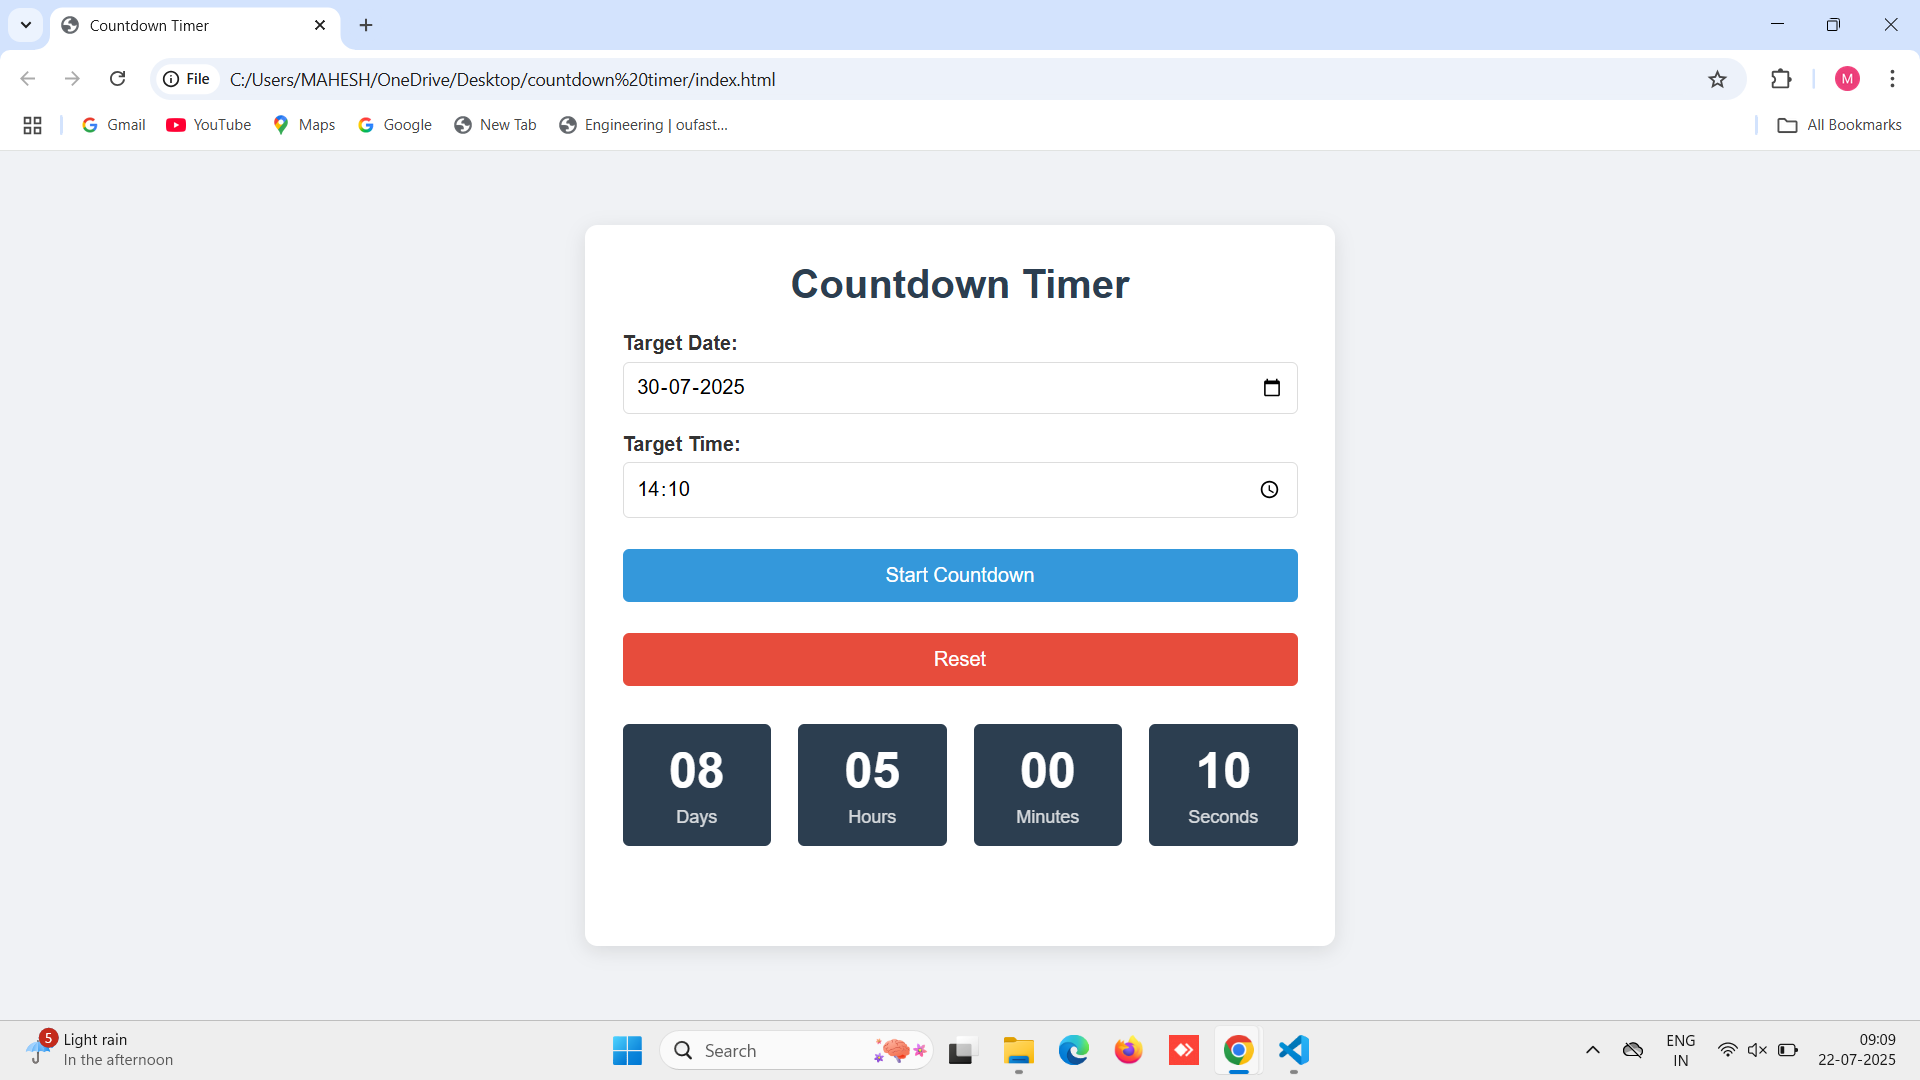 Countdown Timer
File
C:/Users/MAHESH/OneDrive/Desktop/countdown%20timer/index.html
M
Gmail
YouTube
Maps
Google
New Tab
Engineering | oufast...
All Bookmarks
Countdown Timer
Target Date:
30-07-2025
Target Time:
14:10
Start Countdown
Reset
08 05 00 10
Days Hours Minutes Seconds
5
Light rain
In the afternoon
Search
ENG
IN
09:09
22-07-2025